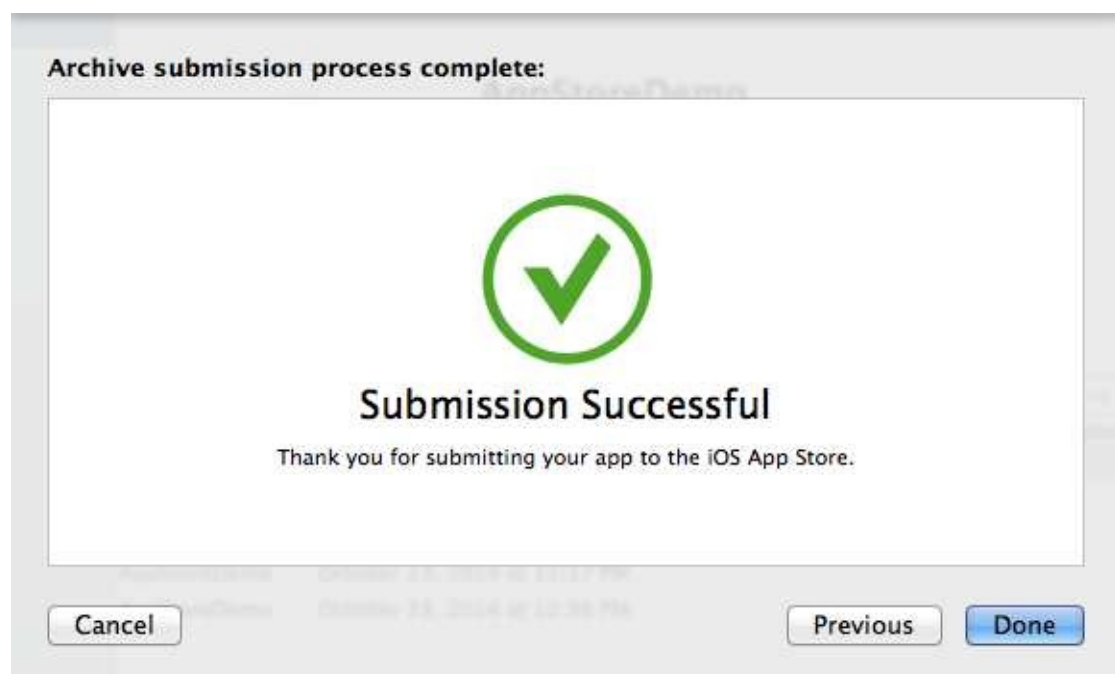 Archive submission process complete:
AppStoreDemo
Submission Successful
Thank you for submitting your app to the iOS App Store.
Cancel
Previous
Done